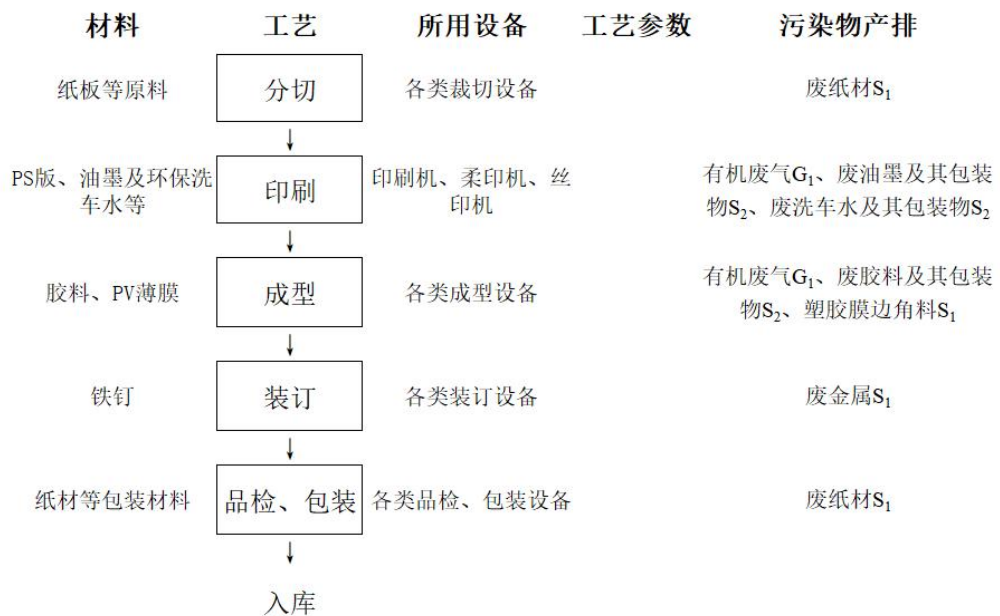 材料 工艺 所用设备 工艺参数 污染物产排
纸板等原料 分切 各类裁切设备 废纸材S₁
PS版、油墨及环保洗
车水等
印刷
印刷机、柔印机、丝
印机
有机废气G₁、废油墨及其包装
物S₂、废洗车水及其包装物S₂
胶料、PV薄膜 成型 各类成型设备
有机废气G₁、废胶料及其包装
物S₂、塑胶膜边角料S₁
铁钉 装订 各类装订设备 废金属S₁
纸材等包装材料 品检、包装 各类品检、包装设备 废纸材S₁
入库